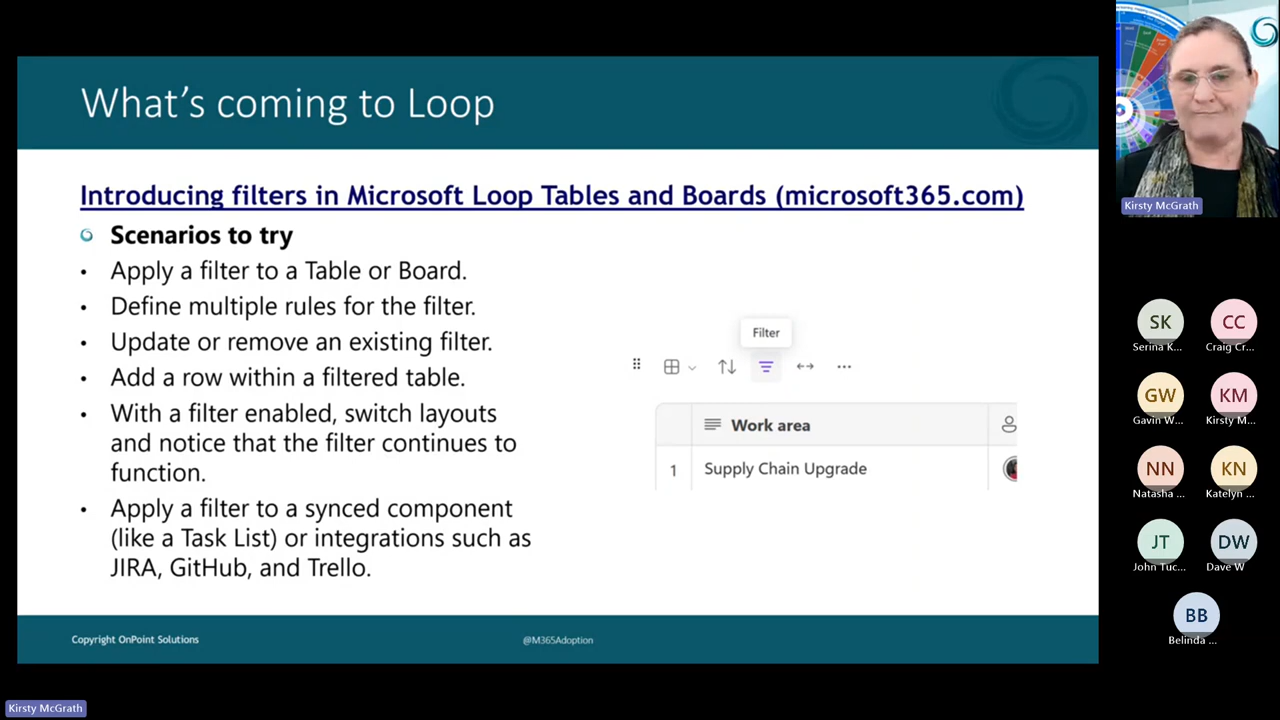 What's coming to Loop
Introducing filters in Microsoft Loop Tables and Boards (microsoft365.com)
Scenarios to try
• Apply a filter to a Table or Board.
• Define multiple rules for the filter.
• Update or remove an existing filter.
• Add a row within a filtered table.
• With a filter enabled, switch layouts
and notice that the filter continues to
function.
• Apply a filter to a synced component
(like a Task List) or integrations such as
JIRA, GitHub, and Trello.
Filter
Work area
1 Supply Chain Upgrade
Copyright OnPoint Solutions
@M365Adoption
Kirsty McGrath
Kirsty McGrath
SK
Serina K...
CC
Craig Cr...
GW
Gavin W...
KM
Kirsty M...
NN
Natasha ...
KN
Katelyn ...
JT
John Tuc...
DW
Dave W
BB
Belinda ...